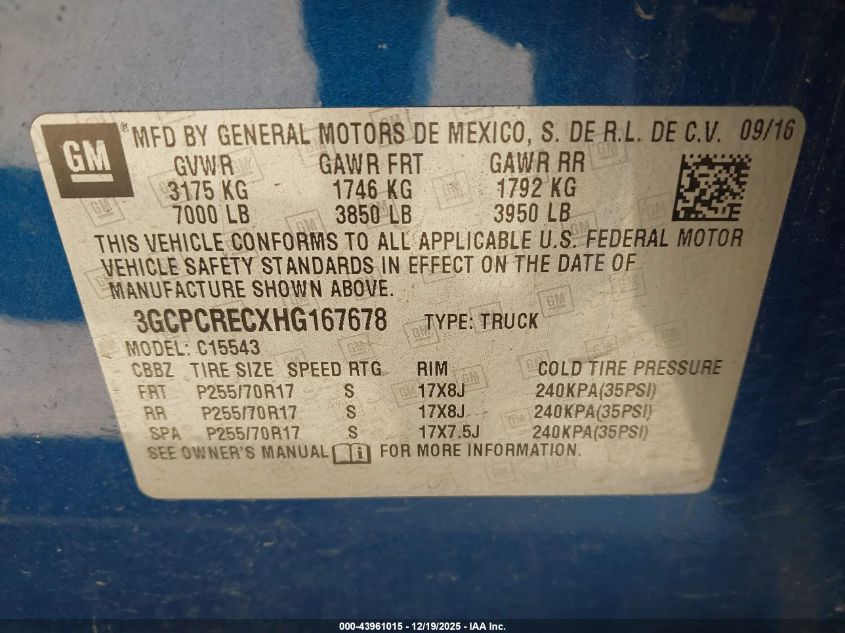 GM ® MFD BY GENERAL MOTORS DE MEXICO, S. DE R.L. DE C.V. 09/16
GVWR GAWR FRT GAWR RR
3175 KG 1746 KG 1792 KG
7000 LB 3850 LB 3950 LB
THIS VEHICLE CONFORMS TO ALL APPLICABLE U.S. FEDERAL MOTOR
VEHICLE SAFETY STANDARDS IN EFFECT ON THE DATE OF
MANUFACTURE SHOWN ABOVE.
3GCPCRECXHG167678 TYPE: TRUCK
MODEL: C15543
CBBZ TIRE SIZE SPEED RTG RIM COLD TIRE PRESSURE
FRT P255/70R17 S 17X8J 240KPA(35PSI)
RR P255/70R17 S 17X8J 240KPA(35PSI)
SPA P255/70R17 S 17X7.5J 240KPA(35PSI)
SEE OWNER'S MANUAL FOR MORE INFORMATION.
000-43961015 - 12/19/2025 - IAA Inc.